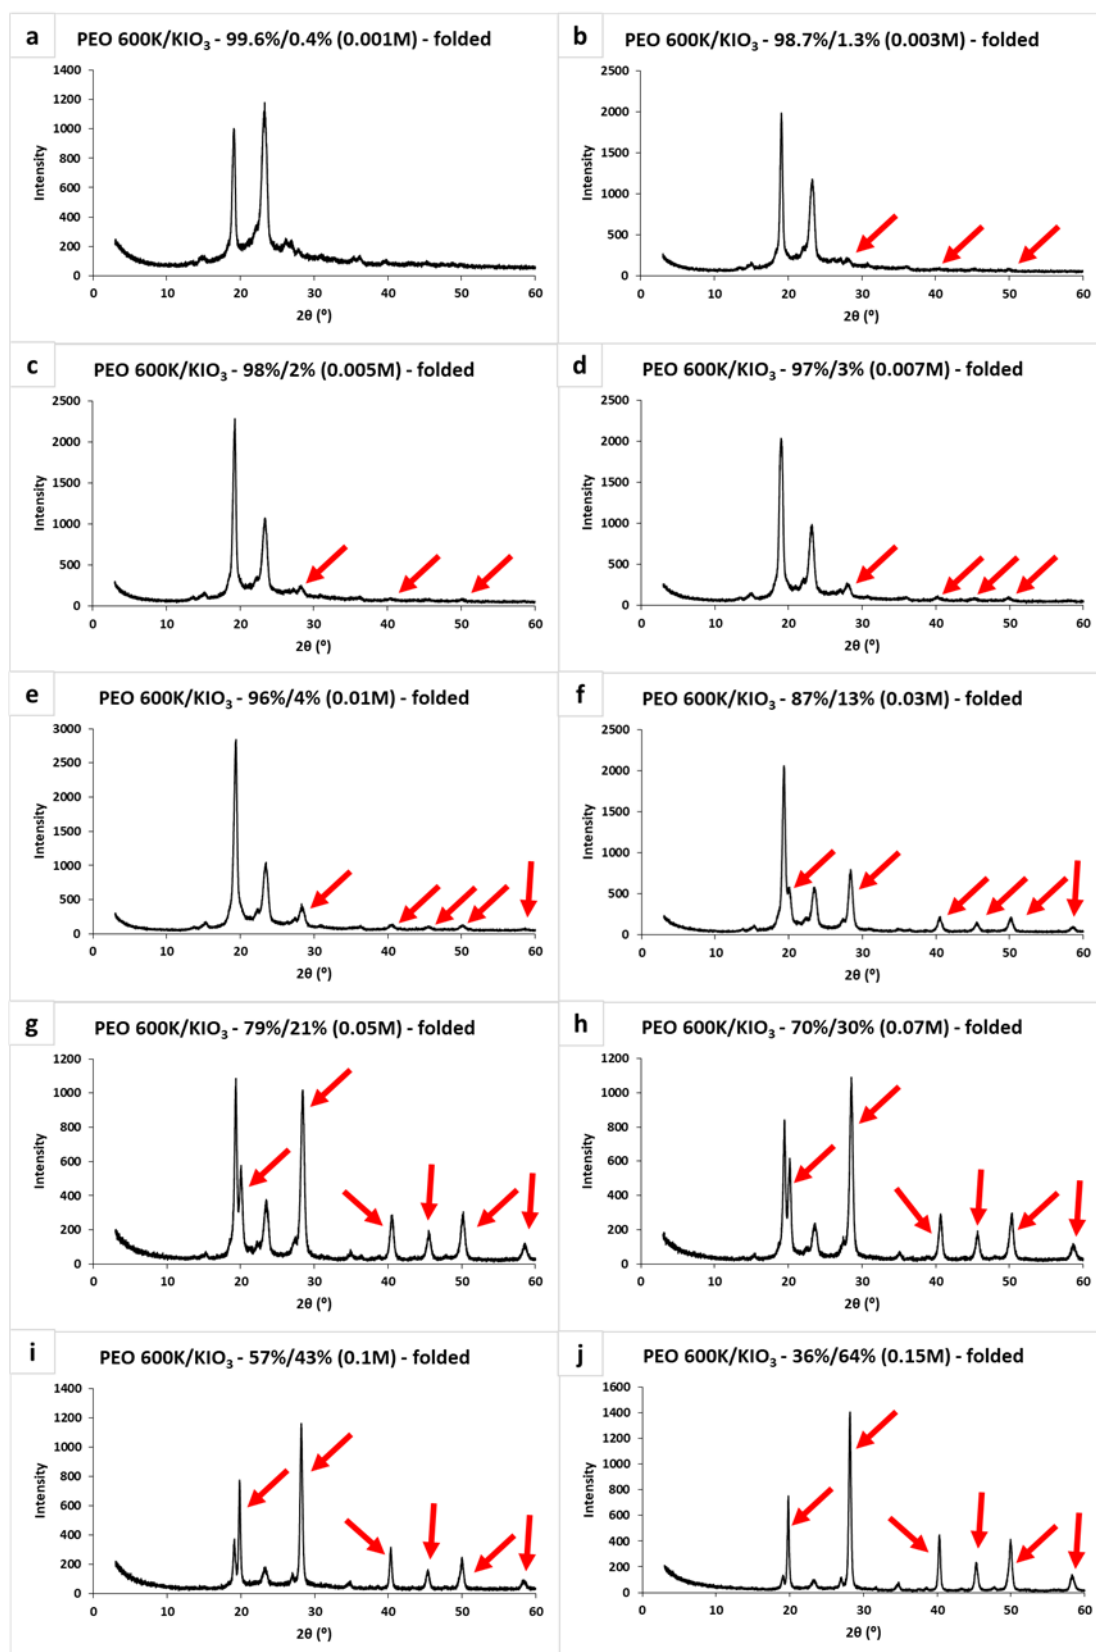 a
PEO 600K/KIO₃ - 99.6%/0.4% (0.001M) - folded
1400
1200
1000
800
600
400
200
0
Intensity
0 10 20 30 40 50 60
2θ (°)
b
PEO 600K/KIO₃ - 98.7%/1.3% (0.003M) - folded
2500
2000
1500
1000
500
0
Intensity
0 10 20 30 40 50 60
2θ (°)
c
PEO 600K/KIO₃ - 98%/2% (0.005M) - folded
2500
2000
1500
1000
500
0
Intensity
0 10 20 30 40 50 60
2θ (°)
d
PEO 600K/KIO₃ - 97%/3% (0.007M) - folded
2500
2000
1500
1000
500
0
Intensity
0 10 20 30 40 50 60
2θ (°)
e
PEO 600K/KIO₃ - 96%/4% (0.01M) - folded
3000
2500
2000
1500
1000
500
0
Intensity
0 10 20 30 40 50 60
2θ (°)
f
PEO 600K/KIO₃ - 87%/13% (0.03M) - folded
2500
2000
1500
1000
500
0
Intensity
0 10 20 30 40 50 60
2θ (°)
g
PEO 600K/KIO₃ - 79%/21% (0.05M) - folded
1200
1000
800
600
400
200
0
Intensity
0 10 20 30 40 50 60
2θ (°)
h
PEO 600K/KIO₃ - 70%/30% (0.07M) - folded
1200
1000
800
600
400
200
0
Intensity
0 10 20 30 40 50 60
2θ (°)
i
PEO 600K/KIO₃ - 57%/43% (0.1M) - folded
1400
1200
1000
800
600
400
200
0
Intensity
0 10 20 30 40 50 60
2θ (°)
j
PEO 600K/KIO₃ - 36%/64% (0.15M) - folded
1600
1400
1200
1000
800
600
400
200
0
Intensity
0 10 20 30 40 50 60
2θ (°)